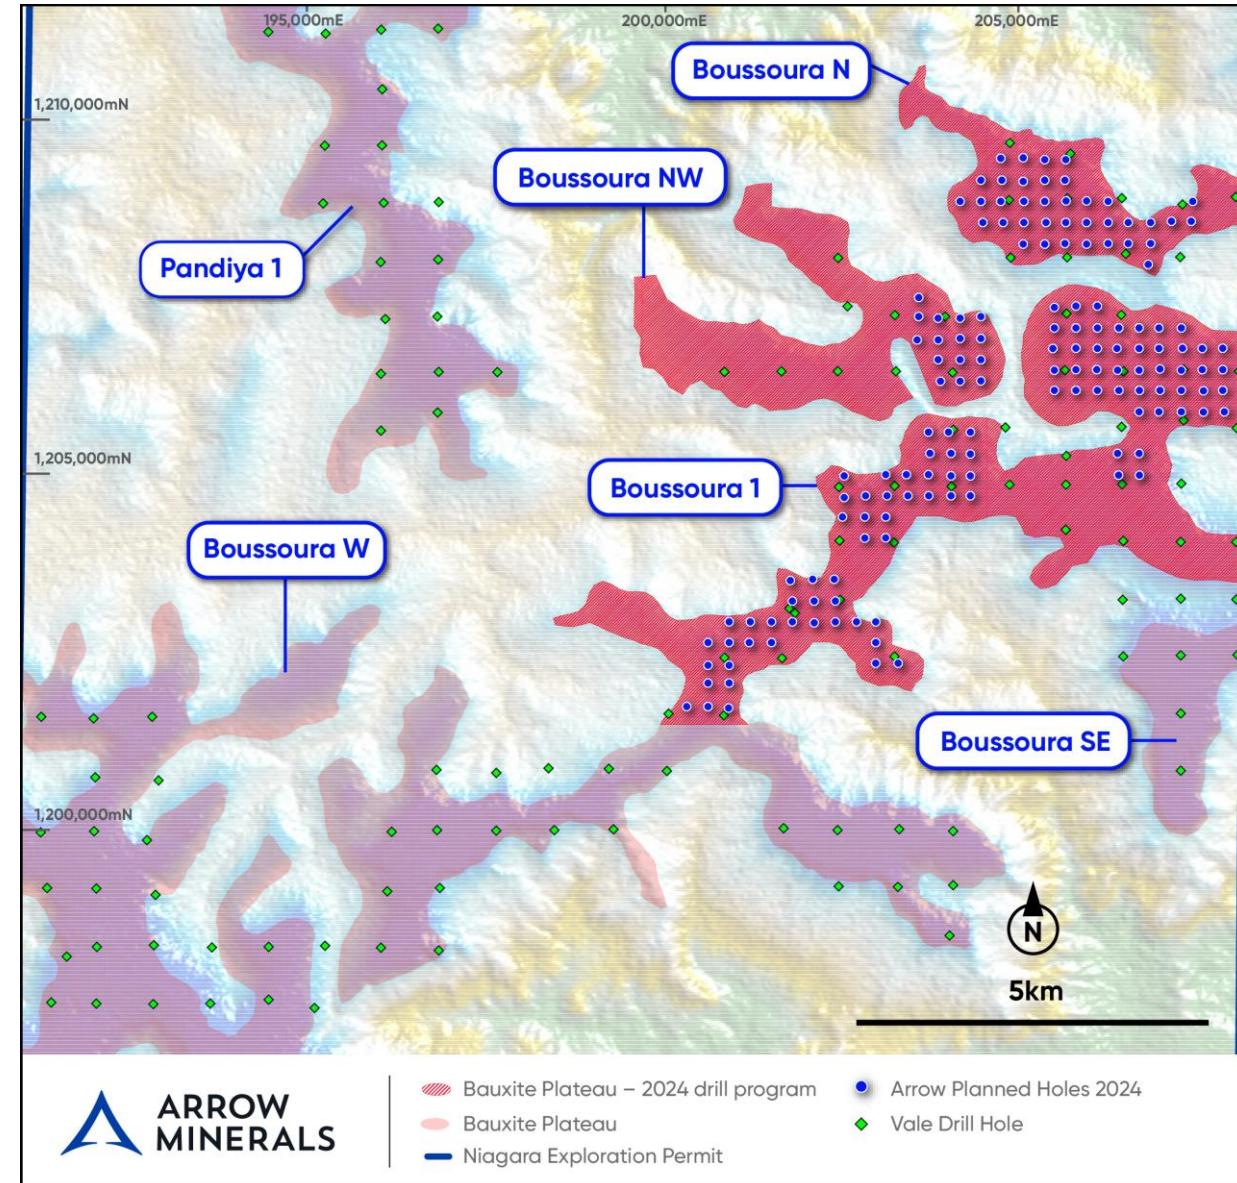 195,000mE
200,000mE
205,000mE
Boussoura N
1,210,000mN
Boussoura NW
Pandiya 1
1,205,000mN
Boussoura 1
Boussoura W
Boussoura SE
1,200,000mN
N
5km
ARROW
MINERALS
Bauxite Plateau – 2024 drill program
Bauxite Plateau
Niagara Exploration Permit
Arrow Planned Holes 2024
Vale Drill Hole